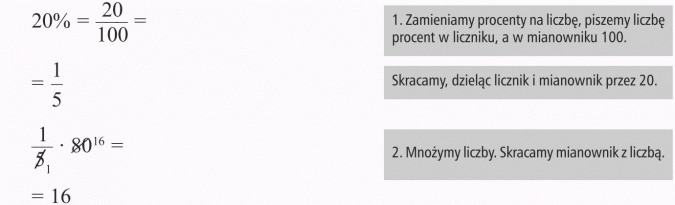 20% = 20/100 =
1. Zamieniamy procenty na liczbę, piszemy liczbę
procent w liczniku, a w mianowniku 100.
= 1/5
Skracamy, dzieląc licznik i mianownik przez 20.
1/5₁ · 80¹⁶ =
2. Mnożymy liczby. Skracamy mianownik z liczbą.
= 16